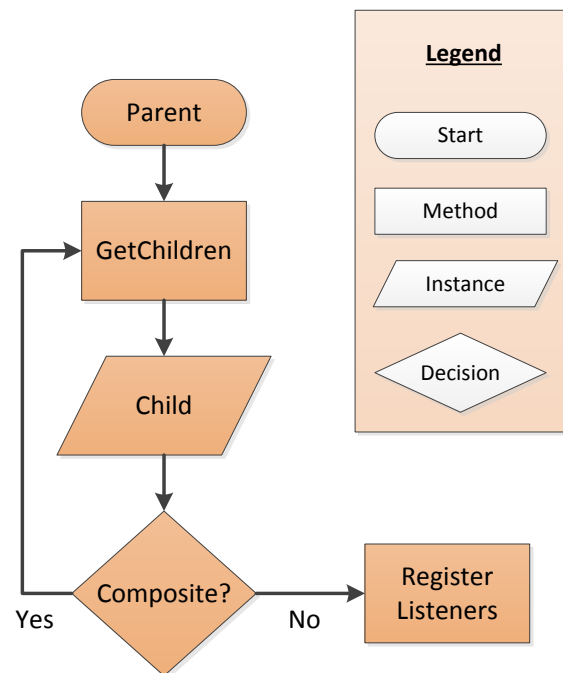 Parent
GetChildren
Child
Composite?
Yes
No
Register
Listeners
Legend
Start
Method
Instance
Decision